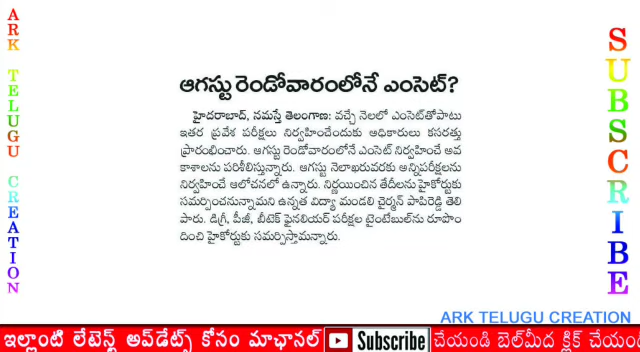 ARK TELUGU CREATION
ఆగస్టు రెండోవారంలోనే ఎంసెట్?
హైదరాబాద్, నమస్తే తెలంగాణ: వచ్చే నెలలో ఎంసెట్‌తోపాటు
ఇతర ప్రవేశ పరీక్షలు నిర్వహించేందుకు అధికారులు కసరత్తు
ప్రారంభించారు. ఆగస్టు రెండోవారంలోనే ఎంసెట్ నిర్వహించే అవ
కాశాలను పరిశీలిస్తున్నారు. ఆగస్టు నెలాఖరువరకు అన్నిపరీక్షలను
నిర్వహించే ఆలోచనలో ఉన్నారు. నిర్ణయించిన తేదీలను హైకోర్టుకు
సమర్పించనున్నామని ఉన్నత విద్యా మండలి చైర్మన్ పాపిరెడ్డి తెలి
పారు. డిగ్రీ, పీజీ, బీటెక్ ఫైనలియర్ పరీక్షల టైంటేబుల్‌ను రూపొం
దించి హైకోర్టుకు సమర్పిస్తామన్నారు.
SUBSCRIBE
ARK TELUGU CREATION
ఇల్లాంటి లేటెస్ట్ అప్‌డేట్స్ కోసం మాఛానల్ Subscribe చేయండి బెల్‌మీద క్లిక్ చేయం